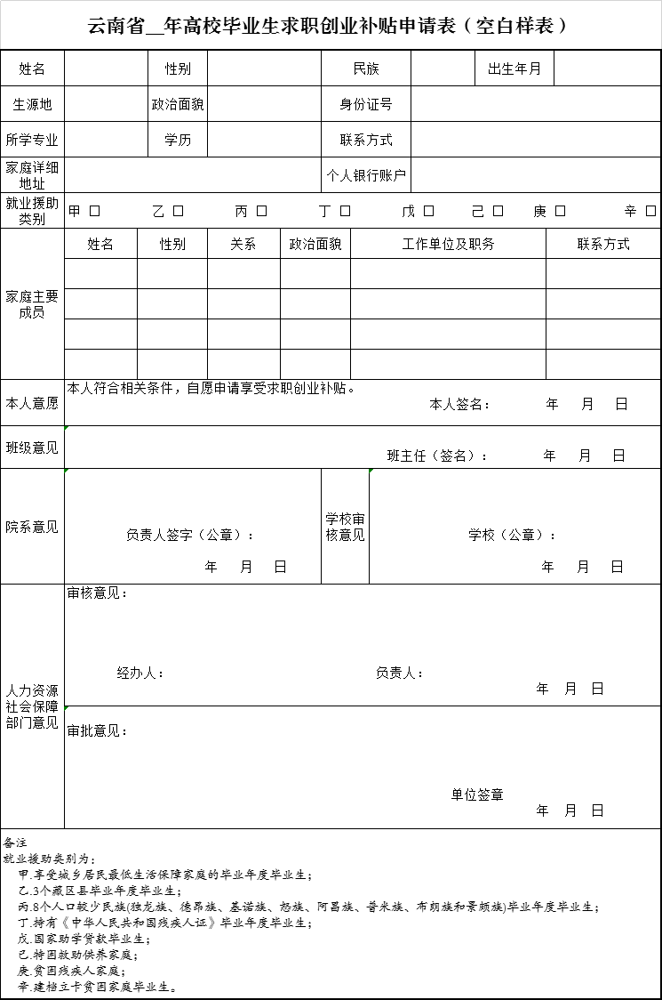 云南省__年高校毕业生求职创业补贴申请表（空白样表）
姓名 性别 民族 出生年月
生源地 政治面貌 身份证号
所学专业 学历 联系方式
家庭详细
地址
个人银行账户
就业援助
类别
甲 □ 乙 □ 丙 □ 丁 □ 戊 □ 己 □ 庚 □ 辛 □
家庭主要
成员
姓名 性别 关系 政治面貌 工作单位及职务 联系方式
本人意愿
本人符合相关条件，自愿申请享受求职创业补贴。
本人签名： 年 月 日
班级意见
班主任（签名）： 年 月 日
院系意见
负责人签字（公章）：
年 月 日
学校审
核意见
学校（公章）：
年 月 日
人力资源
社会保障
部门意见
审核意见：
经办人： 负责人：
年 月 日
审批意见：
单位签章
年 月 日
备注
就业援助类别为：
甲.享受城乡居民最低生活保障家庭的毕业年度毕业生；
乙.3个藏区县毕业年度毕业生；
丙.8个人口较少民族(独龙族、德昂族、基诺族、怒族、阿昌族、普米族、布朗族和景颇族)毕业年度毕业生；
丁.持有《中华人民共和国残疾人证》毕业年度毕业生；
戊.国家助学贷款毕业生；
己.特困救助供养家庭；
庚.贫困残疾人家庭；
辛.建档立卡贫困家庭毕业生。